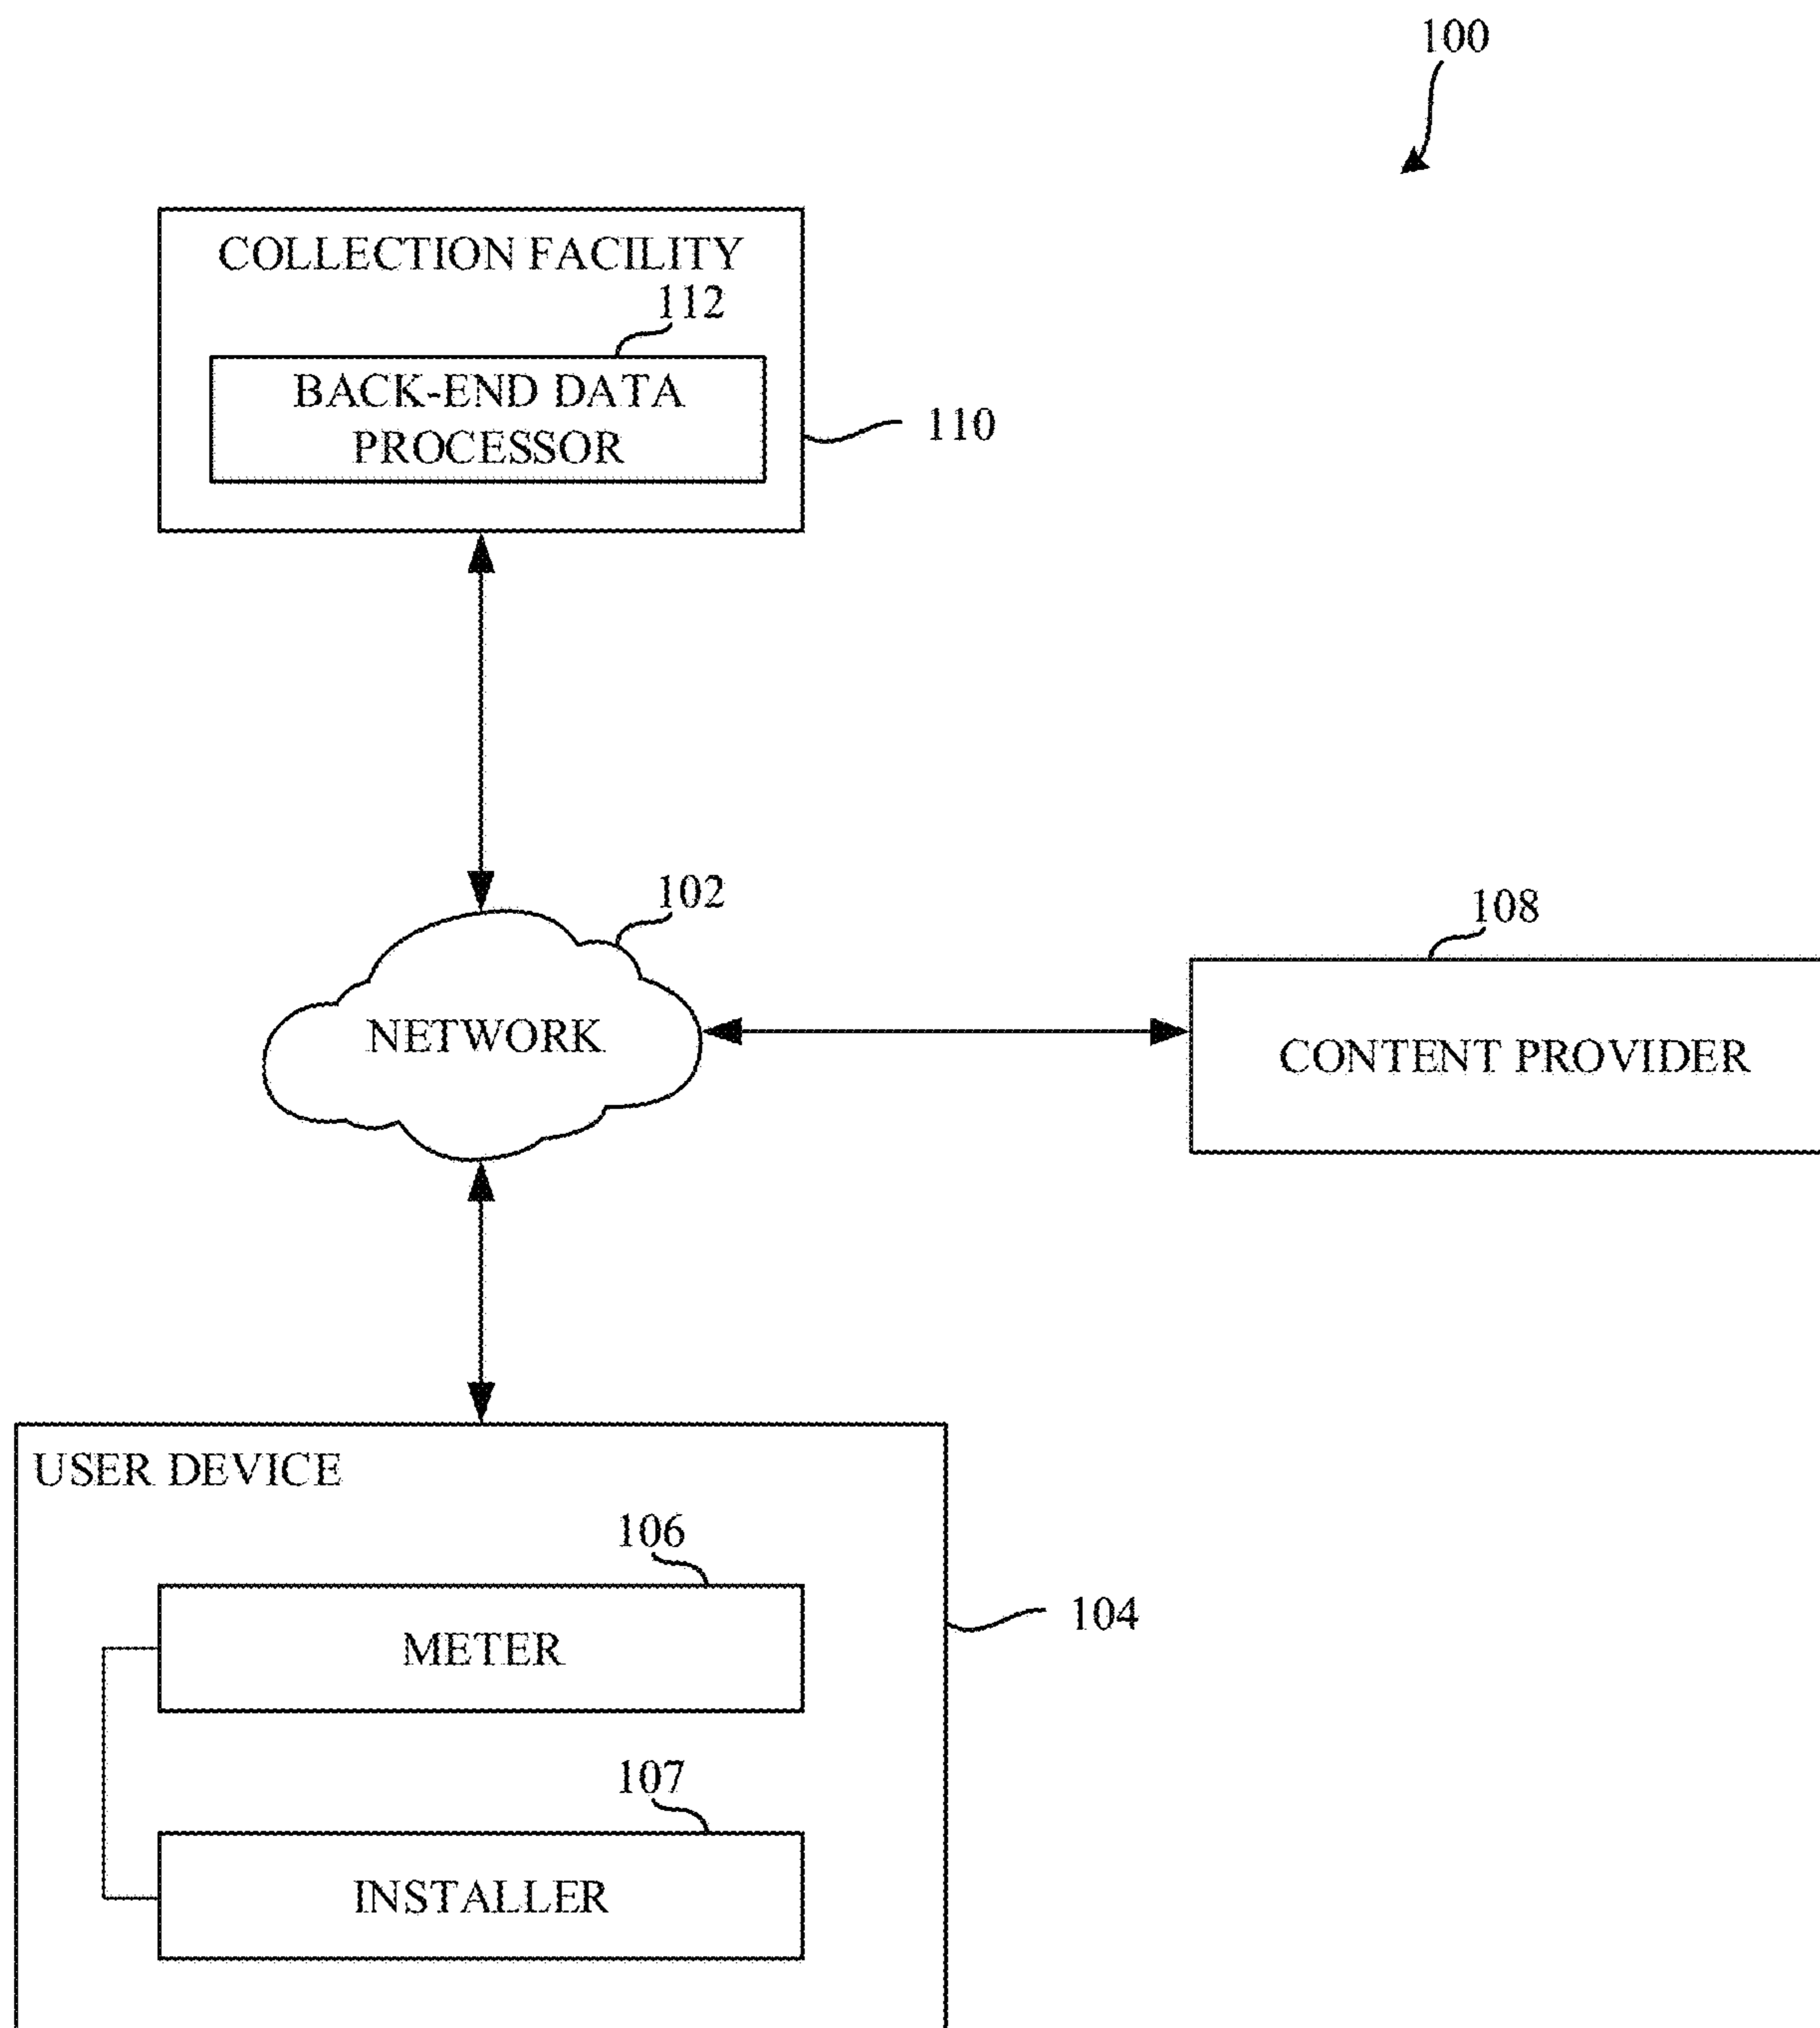 100
COLLECTION FACILITY
112
BACK-END DATA
PROCESSOR
110
102
NETWORK
108
CONTENT PROVIDER
USER DEVICE
106
METER
104
107
INSTALLER